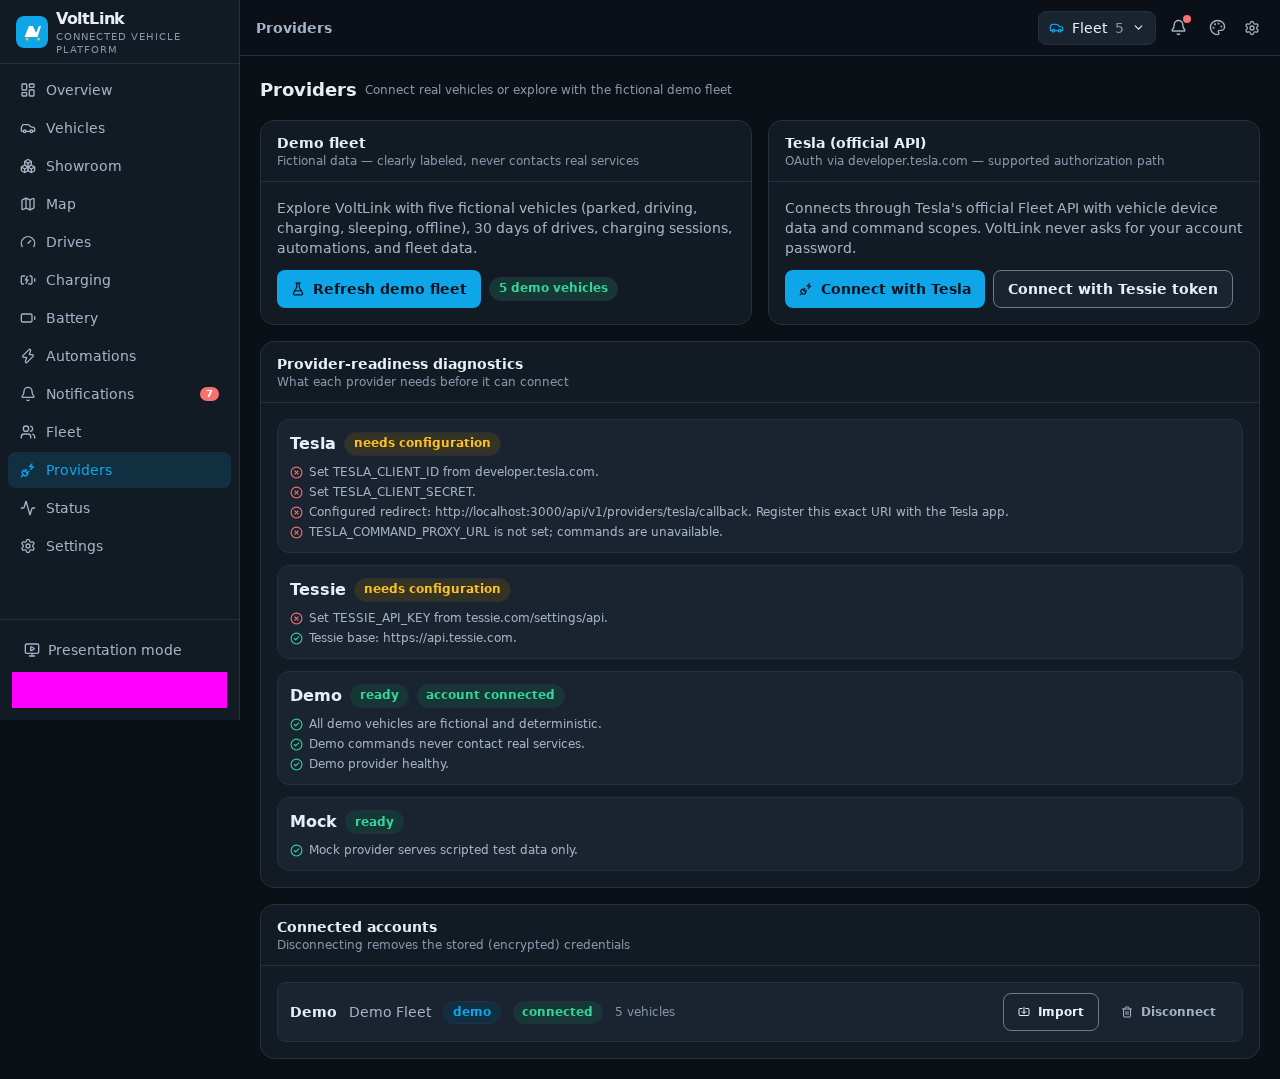 VoltLink
CONNECTED VEHICLE
PLATFORM
Overview
Vehicles
Showroom
Map
Drives
Charging
Battery
Automations
Notifications 7
Fleet
Providers
Status
Settings
Presentation mode
Providers
Fleet 5
Providers Connect real vehicles or explore with the fictional demo fleet
Demo fleet
Fictional data — clearly labeled, never contacts real services
Explore VoltLink with five fictional vehicles (parked, driving,
charging, sleeping, offline), 30 days of drives, charging sessions,
automations, and fleet data.
Refresh demo fleet 5 demo vehicles
Tesla (official API)
OAuth via developer.tesla.com — supported authorization path
Connects through Tesla's official Fleet API with vehicle device
data and command scopes. VoltLink never asks for your account
password.
Connect with Tesla Connect with Tessie token
Provider-readiness diagnostics
What each provider needs before it can connect
Tesla needs configuration
Set TESLA_CLIENT_ID from developer.tesla.com.
Set TESLA_CLIENT_SECRET.
Configured redirect: http://localhost:3000/api/v1/providers/tesla/callback. Register this exact URI with the Tesla app.
TESLA_COMMAND_PROXY_URL is not set; commands are unavailable.
Tessie needs configuration
Set TESSIE_API_KEY from tessie.com/settings/api.
Tessie base: https://api.tessie.com.
Demo ready account connected
All demo vehicles are fictional and deterministic.
Demo commands never contact real services.
Demo provider healthy.
Mock ready
Mock provider serves scripted test data only.
Connected accounts
Disconnecting removes the stored (encrypted) credentials
Demo Demo Fleet demo connected 5 vehicles Import Disconnect